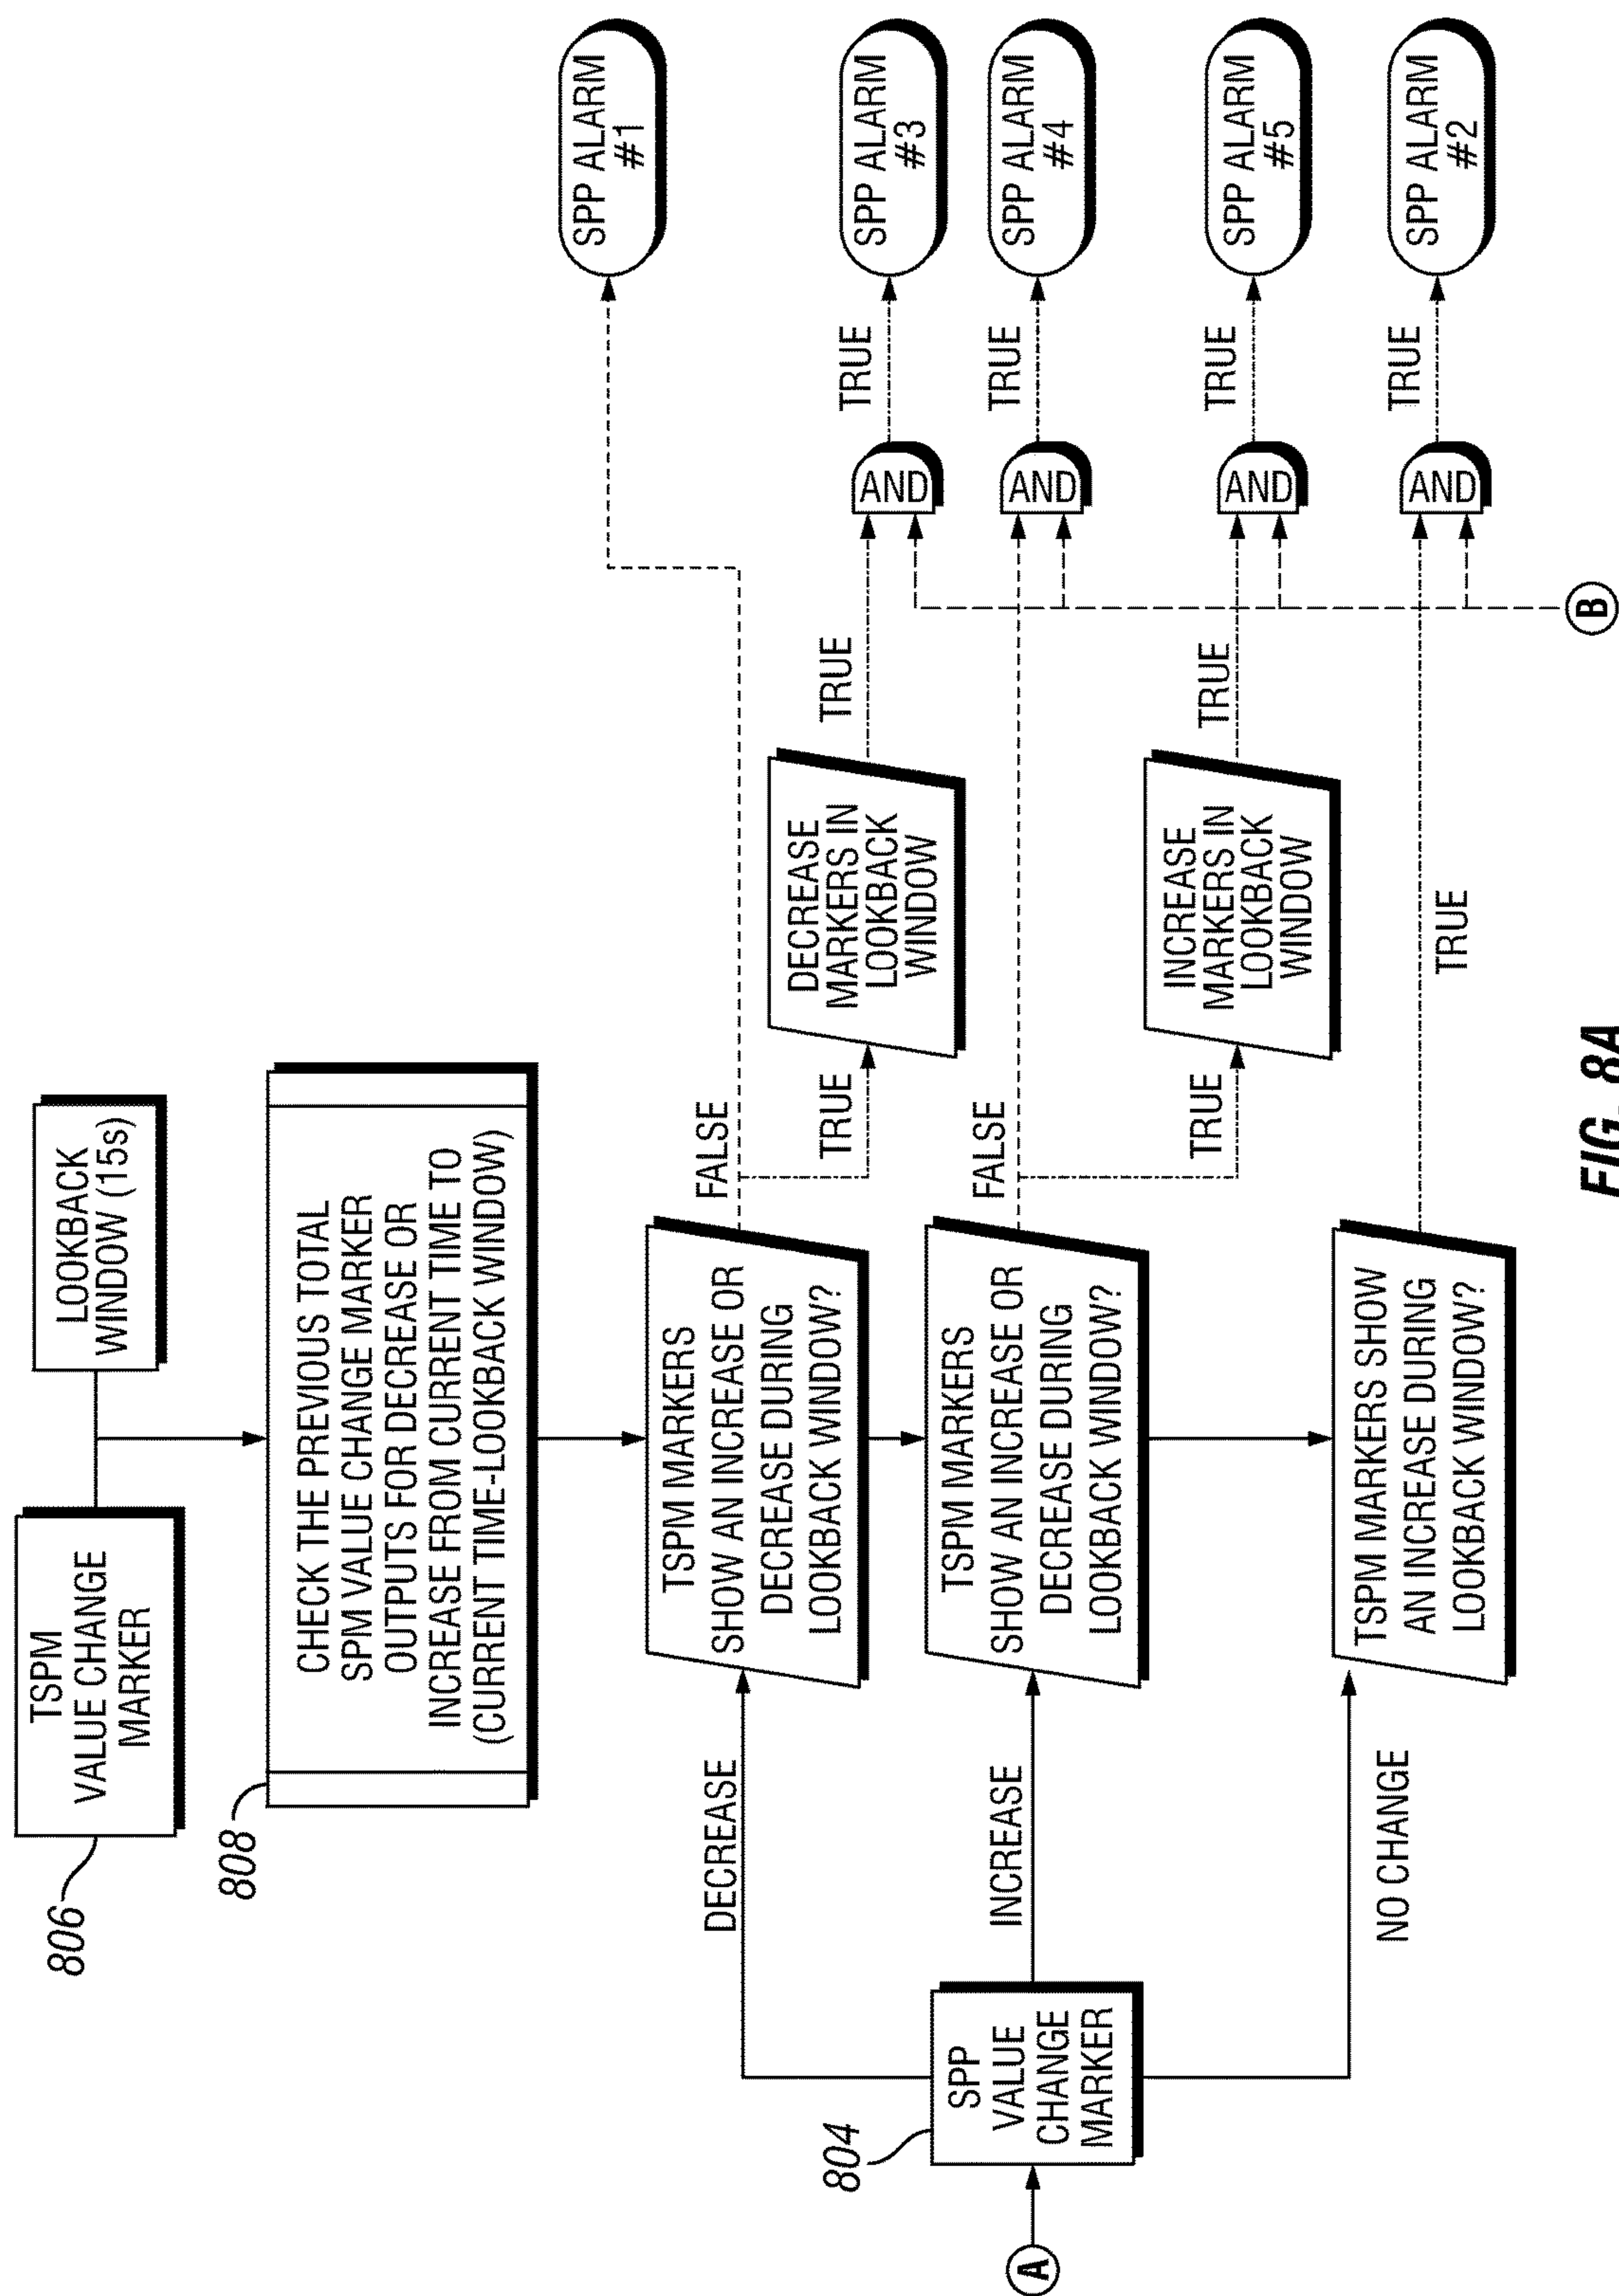 TSPM
VALUE CHANGE
MARKER
806
LOOKBACK
WINDOW (15s)
808
CHECK THE PREVIOUS TOTAL
SPM VALUE CHANGE MARKER
OUTPUTS FOR DECREASE OR
INCREASE FROM CURRENT TIME TO
(CURRENT TIME-LOOKBACK WINDOW)
A
804
SPP
VALUE
CHANGE
MARKER
DECREASE
INCREASE
NO CHANGE
TSPM MARKERS
SHOW AN INCREASE OR
DECREASE DURING
LOOKBACK WINDOW?
FALSE
TRUE
DECREASE
MARKERS IN
LOOKBACK
WINDOW
TRUE
AND
TRUE
SPP ALARM
#1
SPP ALARM
#3
TSPM MARKERS
SHOW AN INCREASE OR
DECREASE DURING
LOOKBACK WINDOW?
FALSE
TRUE
AND
TRUE
SPP ALARM
#4
INCREASE
MARKERS IN
LOOKBACK
WINDOW
TRUE
AND
TRUE
SPP ALARM
#5
TSPM MARKERS SHOW
AN INCREASE DURING
LOOKBACK WINDOW?
TRUE
AND
TRUE
SPP ALARM
#2
B
FIG. 8A